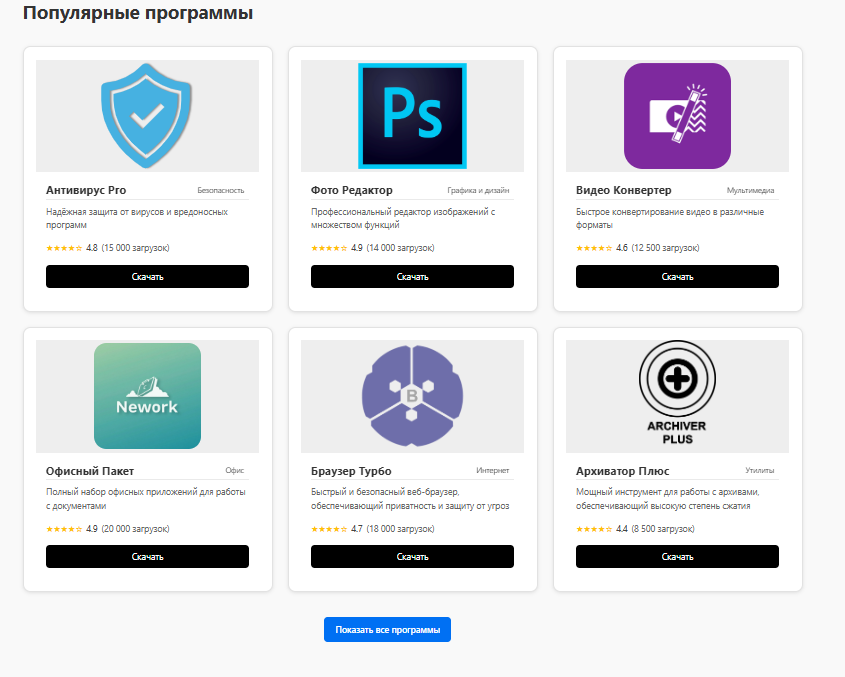 Популярные программы
Ps
Антивирус Pro Безопасность
Надёжная защита от вирусов и вредоносных
программ
★★★★☆ 4.8 (15 000 загрузок)
Скачать
Фото Редактор Графика и дизайн
Профессиональный редактор изображений с
множеством функций
★★★★☆ 4.9 (14 000 загрузок)
Скачать
Видео Конвертер Мультимедиа
Быстрое конвертирование видео в различные
форматы
★★★★☆ 4.6 (12 500 загрузок)
Скачать
Nework
Офисный Пакет Офис
Полный набор офисных приложений для работы
с документами
★★★★☆ 4.9 (20 000 загрузок)
Скачать
B
Браузер Турбо Интернет
Быстрый и безопасный веб-браузер,
обеспечивающий приватность и защиту от угроз
★★★★☆ 4.7 (18 000 загрузок)
Скачать
ARCHIVER
PLUS
Архиватор Плюс Утилиты
Мощный инструмент для работы с архивами,
обеспечивающий высокую степень сжатия
★★★★☆ 4.4 (8 500 загрузок)
Скачать
Показать все программы